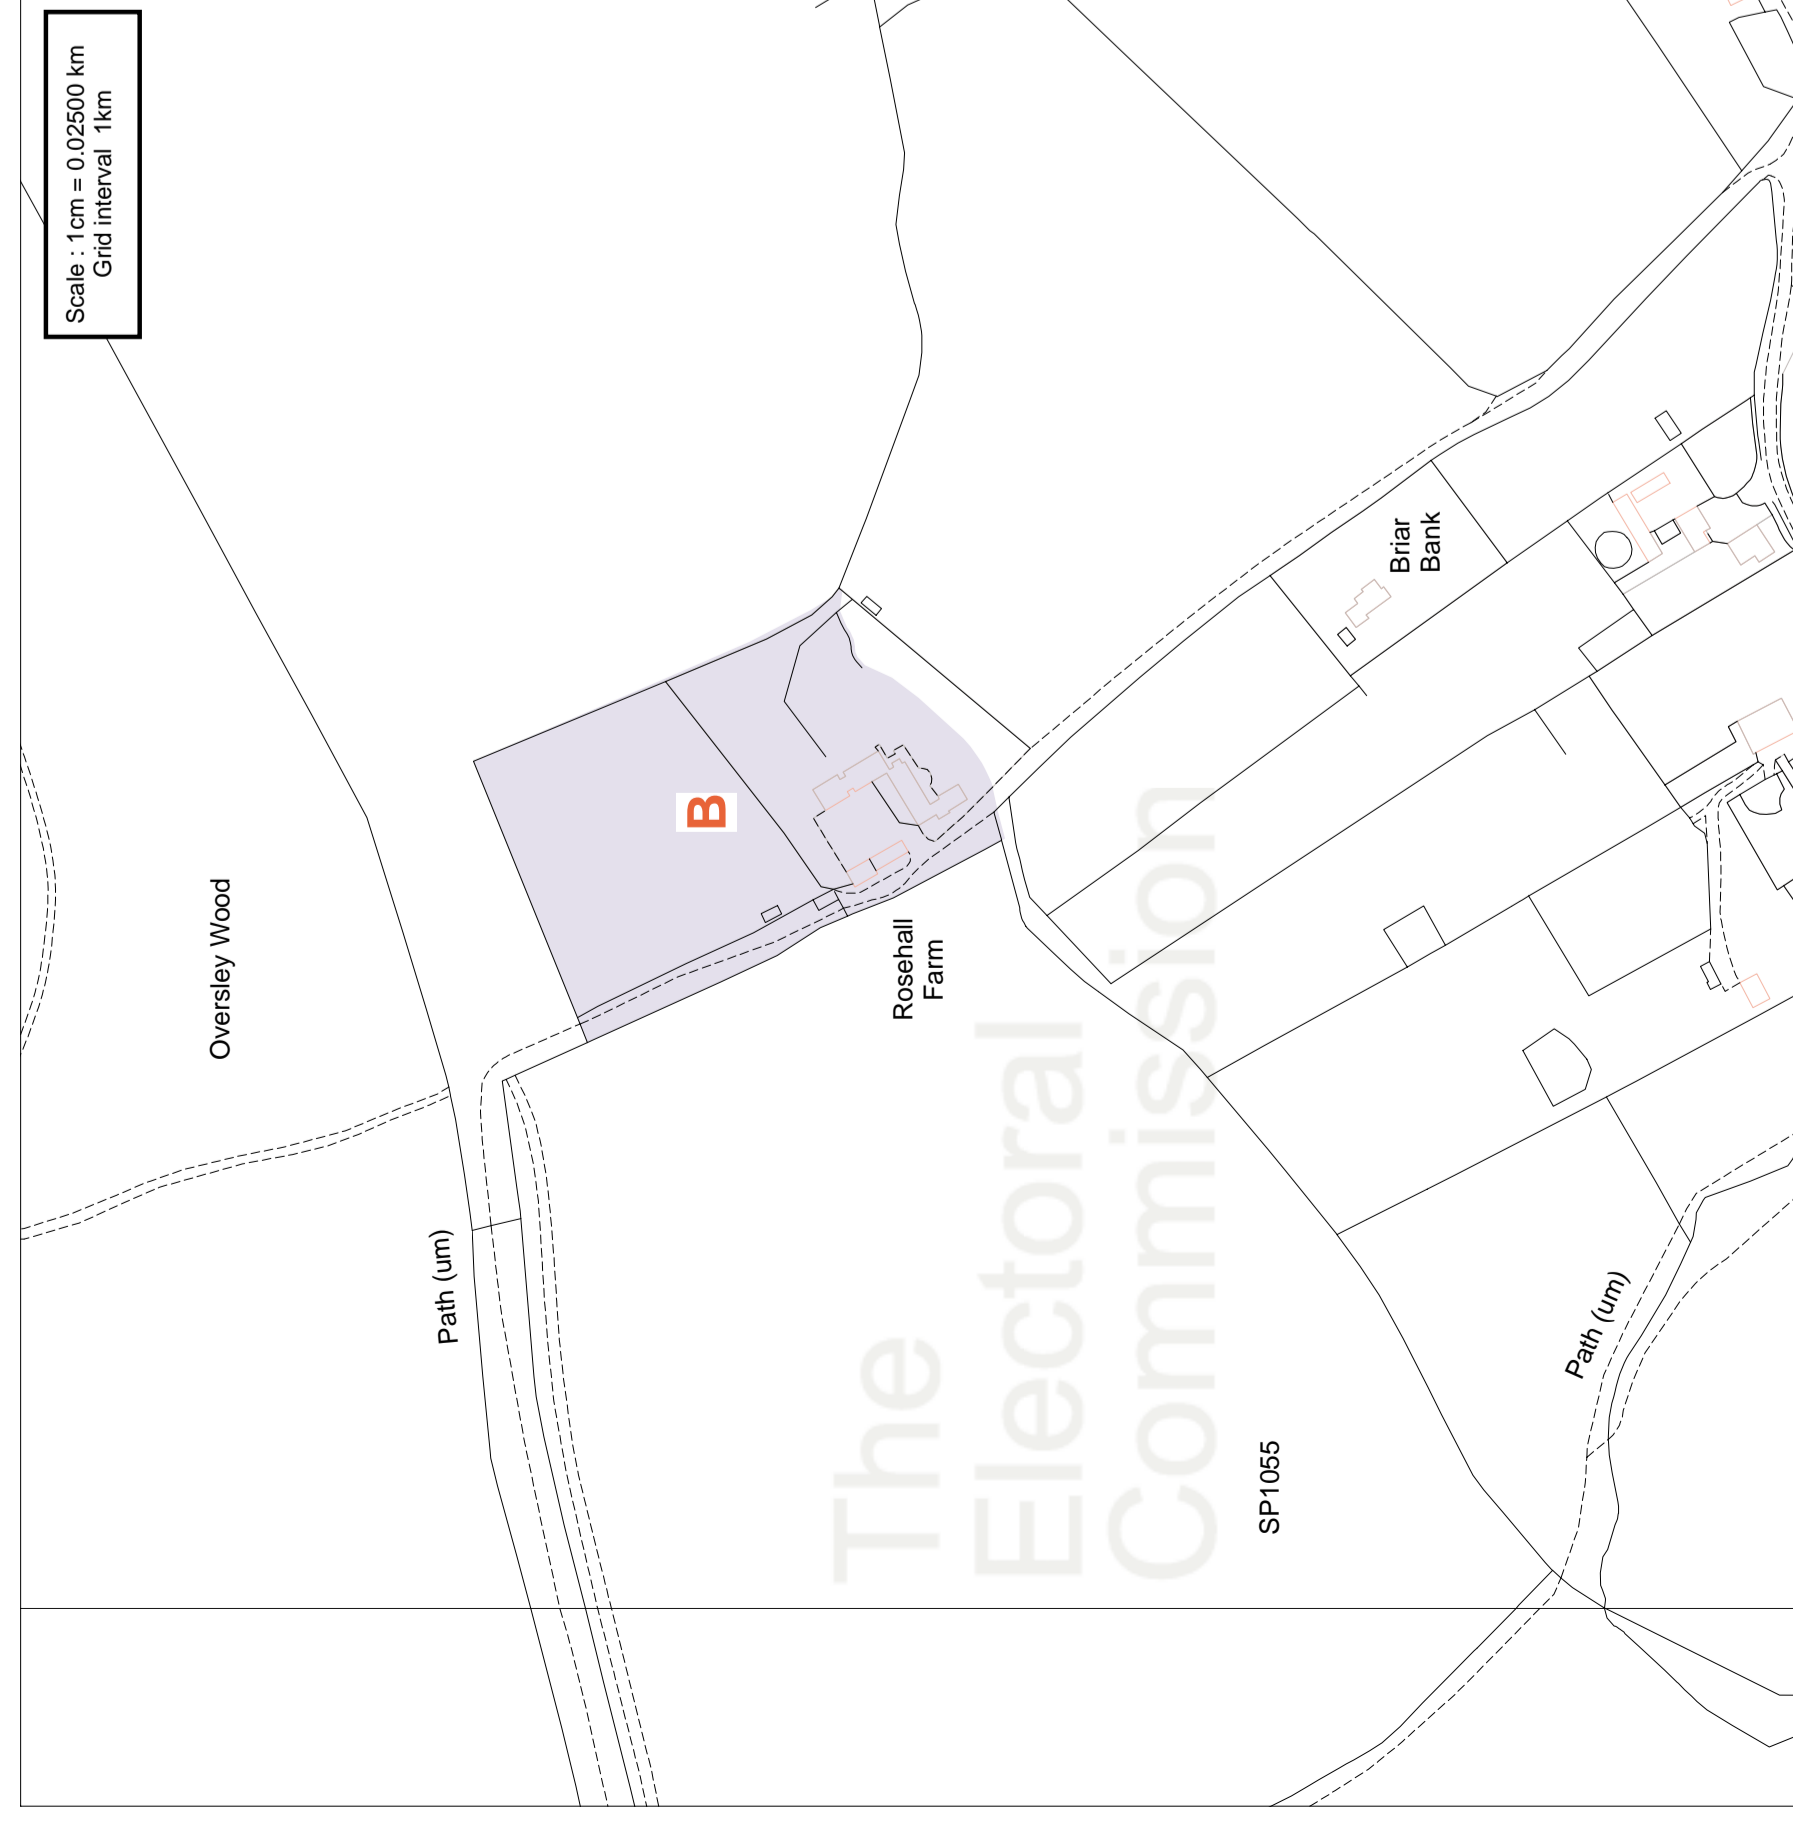 Scale : 1cm = 0.02500 km
Grid interval 1km
Oversley Wood
B
Path (um)
Rosehall
Farm
Briar
Bank
The
Electoral
Commission
SP1055
Path (um)